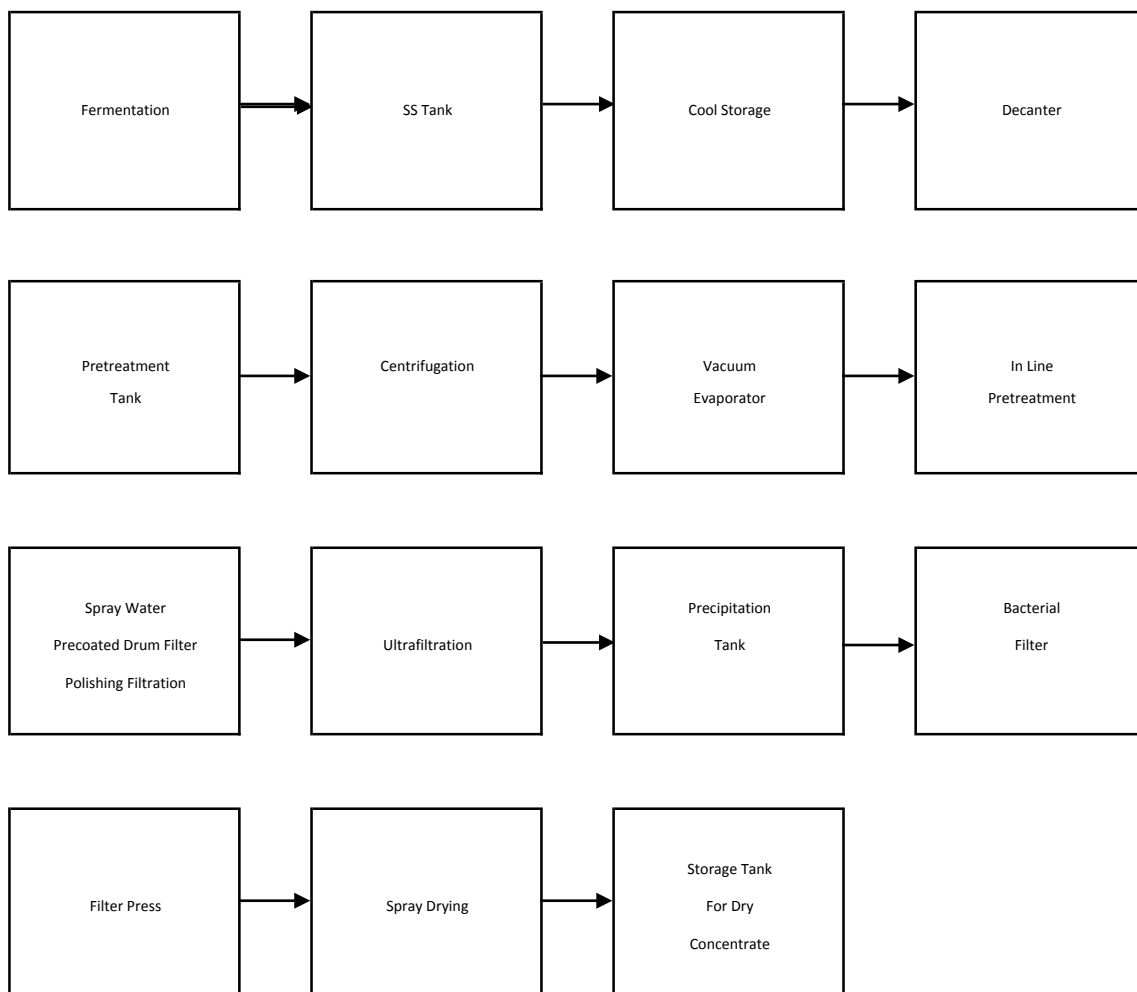 Fermentation
SS Tank
Cool Storage
Decanter
Pretreatment
Tank
Centrifugation
Vacuum
Evaporator
In Line
Pretreatment
Spray Water
Precoated Drum Filter
Polishing Filtration
Ultrafiltration
Precipitation
Tank
Bacterial
Filter
Filter Press
Spray Drying
Storage Tank
For Dry
Concentrate